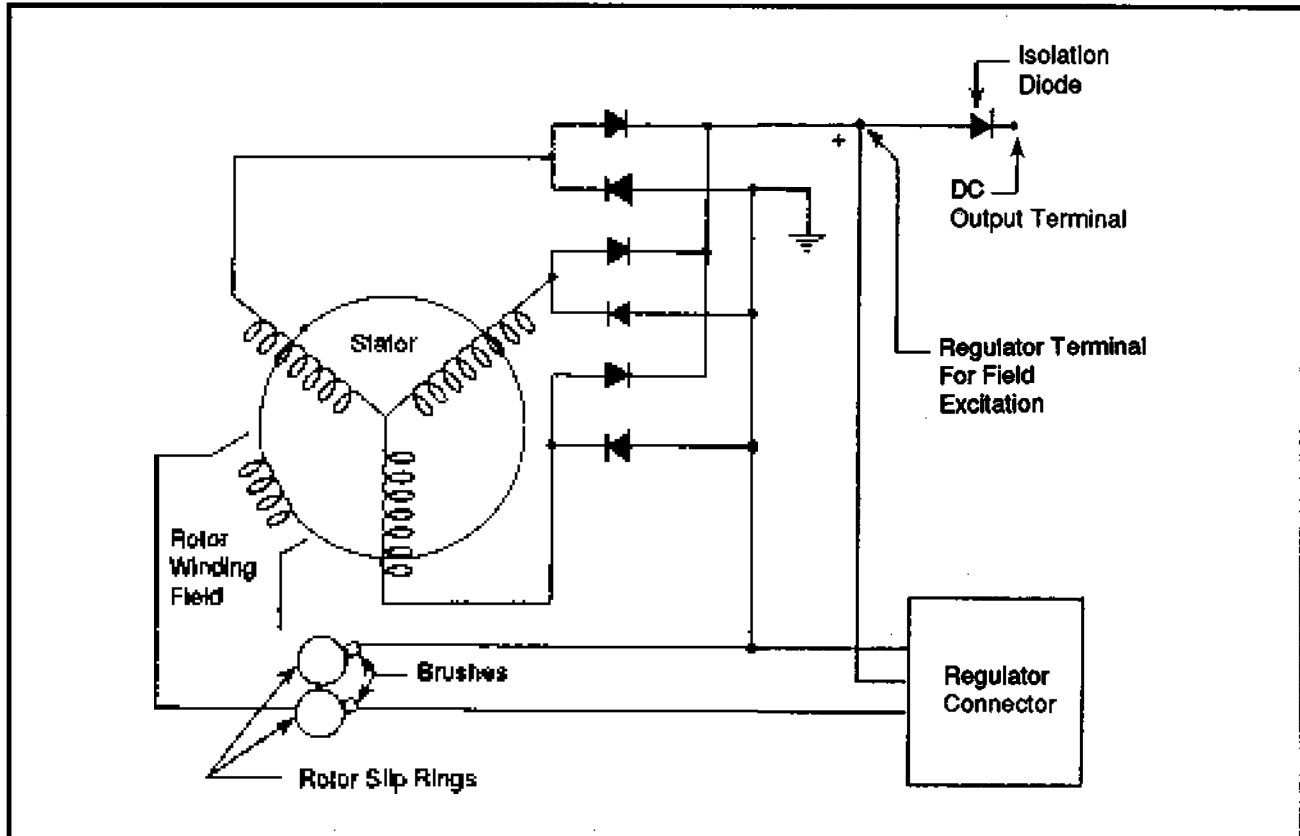 Isolation
Diode
+
DC
Output Terminal
Stator
Regulator Terminal
For Field
Excitation
Rotor
Winding
Field
Brushes
Regulator
Connector
Rotor Slip Rings